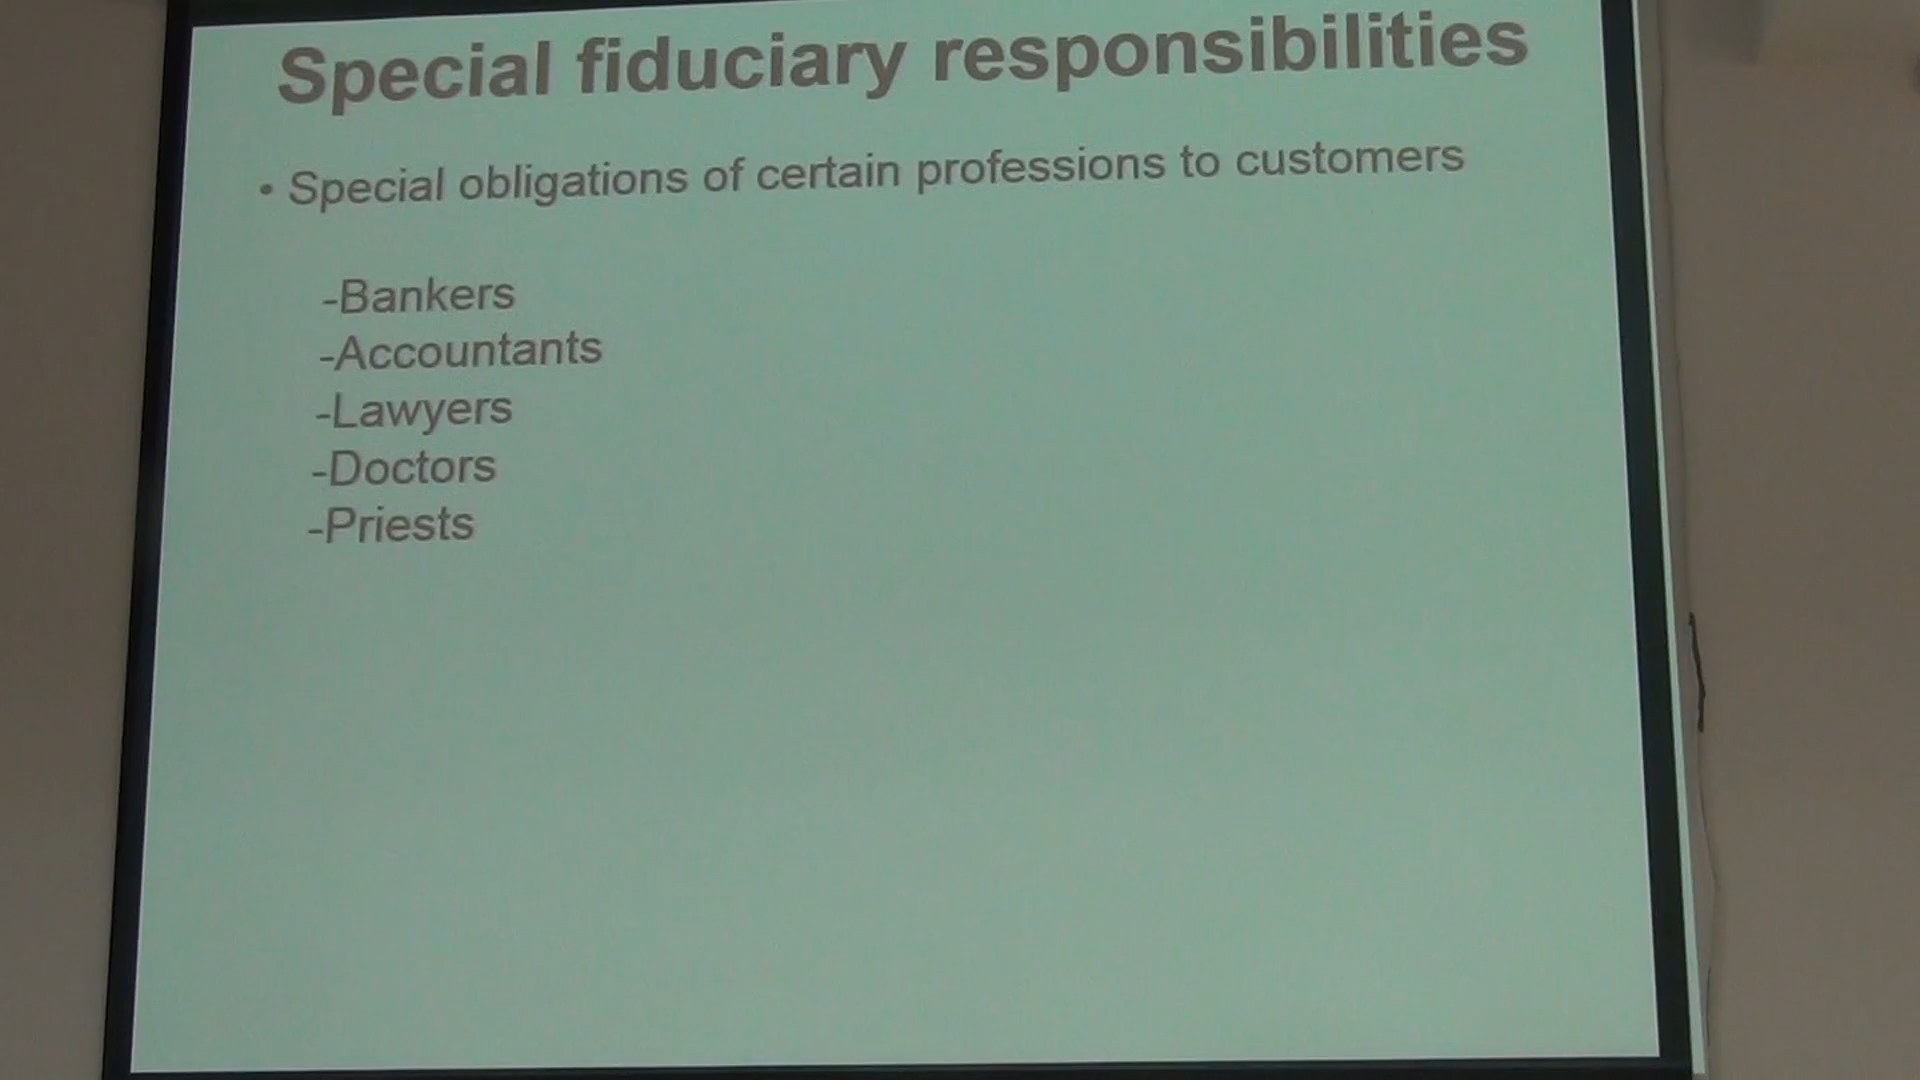 Special fiduciary responsibilities
• Special obligations of certain professions to customers
-Bankers
-Accountants
-Lawyers
-Doctors
-Priests